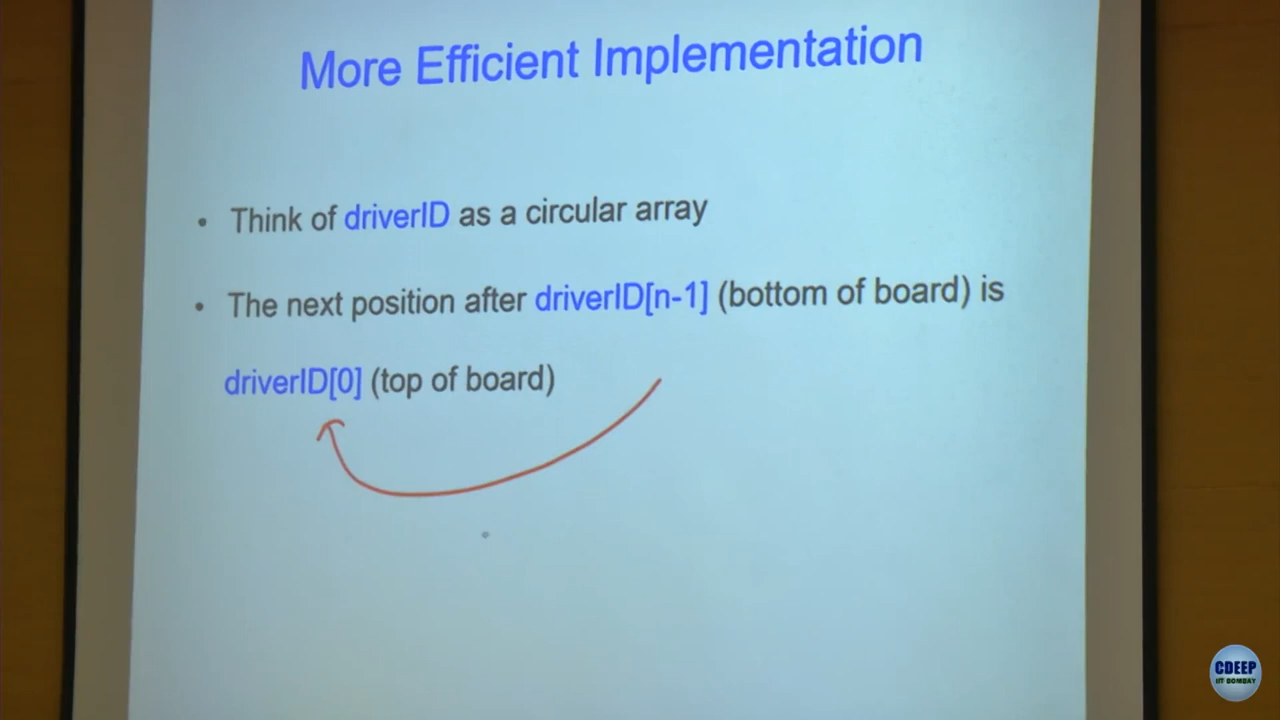 More Efficient Implementation
• Think of driverID as a circular array
• The next position after driverID[n-1] (bottom of board) is
driverID[0] (top of board)
CDEEP
IIT BOMBAY